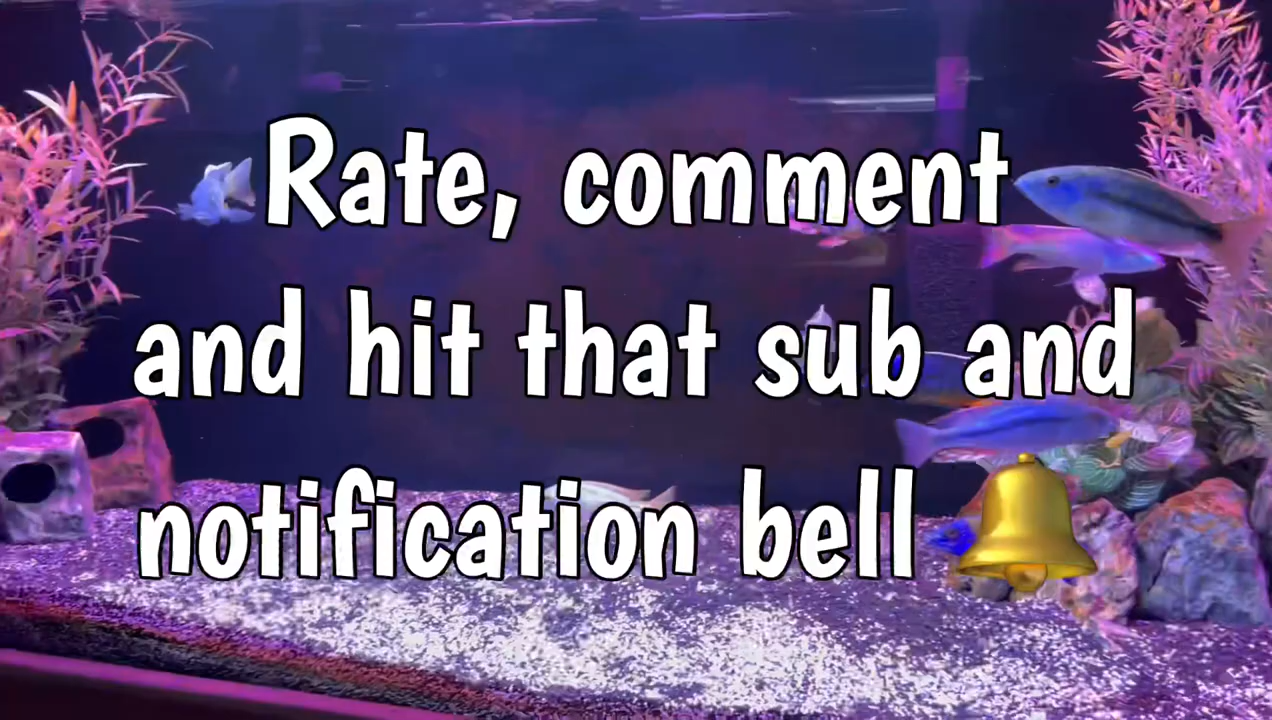 Rate, comment
and hit that sub and
notification bell 🔔